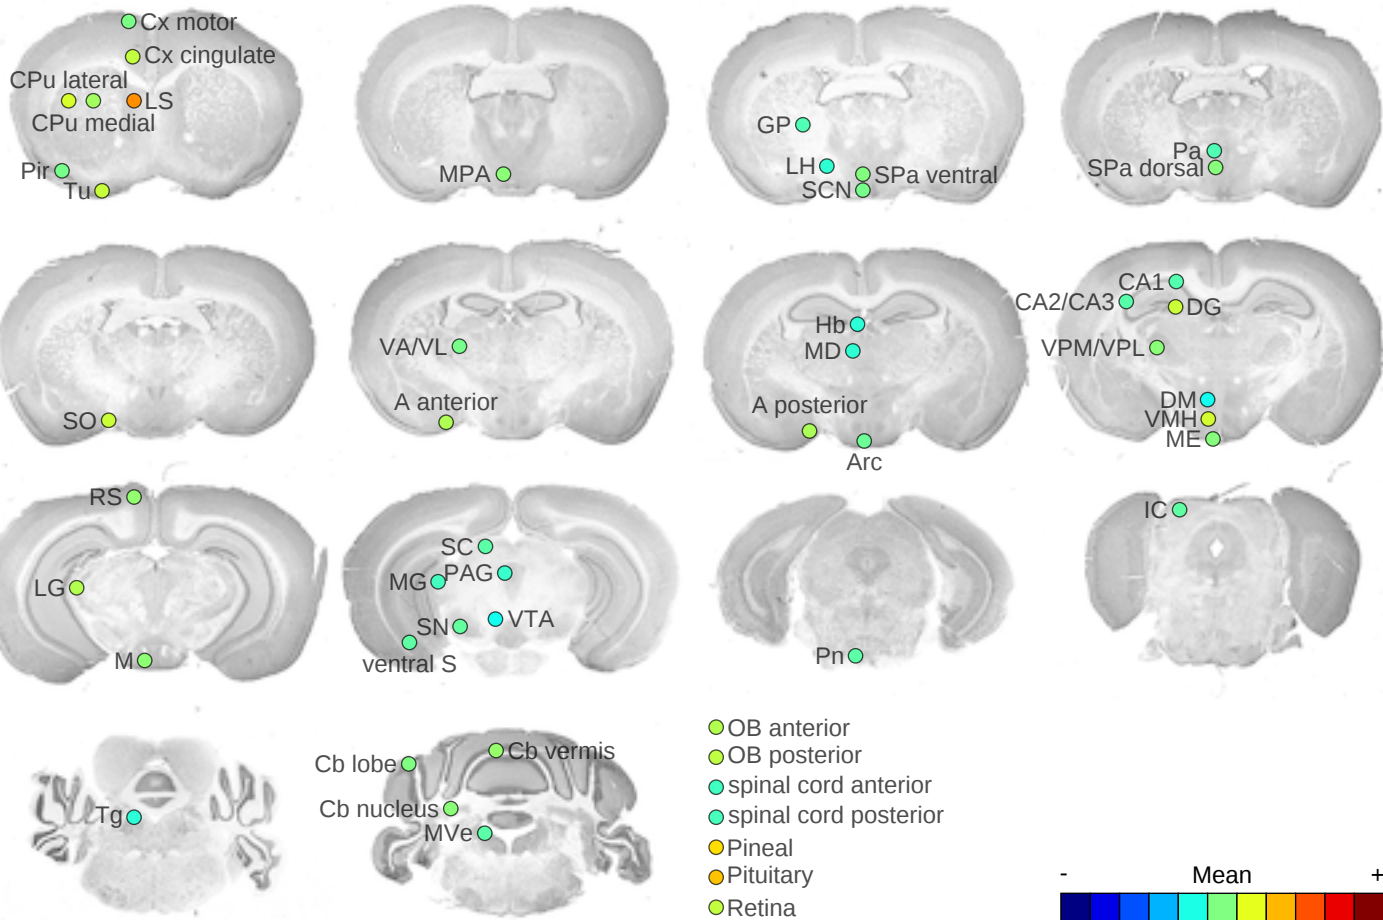 Cx motor
Cx cingulate
CPu lateral
LS
CPu medial
Pir
Tu
MPA
GP
LH
SPa ventral
SCN
Pa
SPa dorsal
SO
VA/VL
A anterior
Hb
MD
A posterior
Arc
CA1
CA2/CA3
DG
VPM/VPL
DM
VMH
ME
RS
LG
M
SC
MG
PAG
SN
VTA
ventral S
Pn
IC
Tg
Cb lobe
Cb vermis
Cb nucleus
MVe
OB anterior
OB posterior
spinal cord anterior
spinal cord posterior
Pineal
Pituitary
Retina
- Mean +